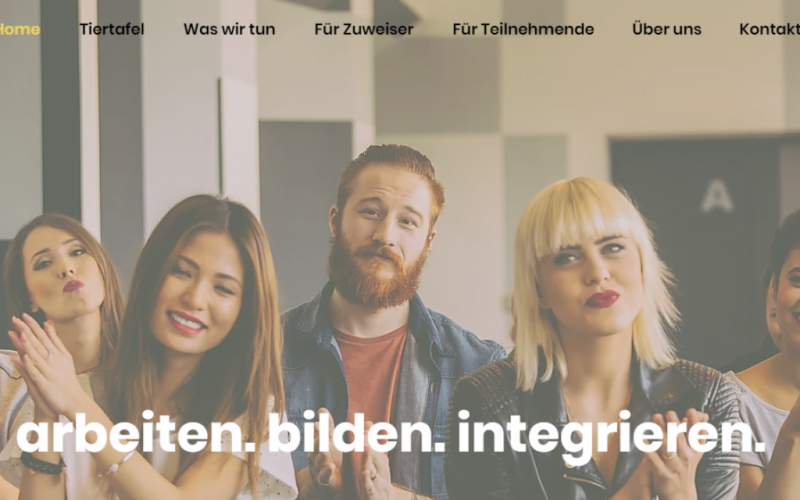 Home Tiertafel Was wir tun Für Zuweiser Für Teilnehmende Über uns Kontakt
A
arbeiten. bilden. integrieren.